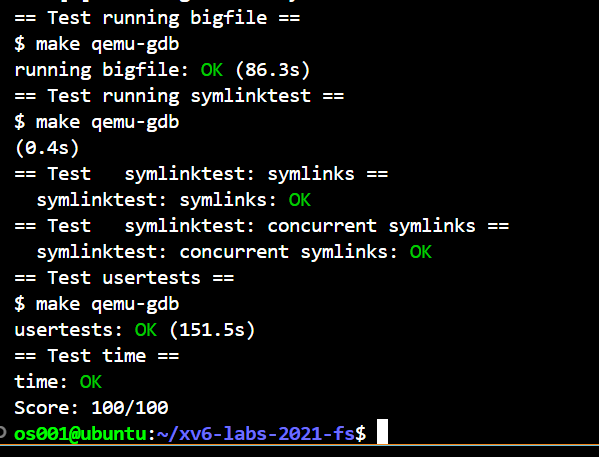 == Test running bigfile ==
$ make qemu-gdb
running bigfile: OK (86.3s)
== Test running symlinktest ==
$ make qemu-gdb
(0.4s)
== Test   symlinktest: symlinks ==
  symlinktest: symlinks: OK
== Test   symlinktest: concurrent symlinks ==
  symlinktest: concurrent symlinks: OK
== Test usertests ==
$ make qemu-gdb
usertests: OK (151.5s)
== Test time ==
time: OK
Score: 100/100
os001@ubuntu:~/xv6-labs-2021-fs$